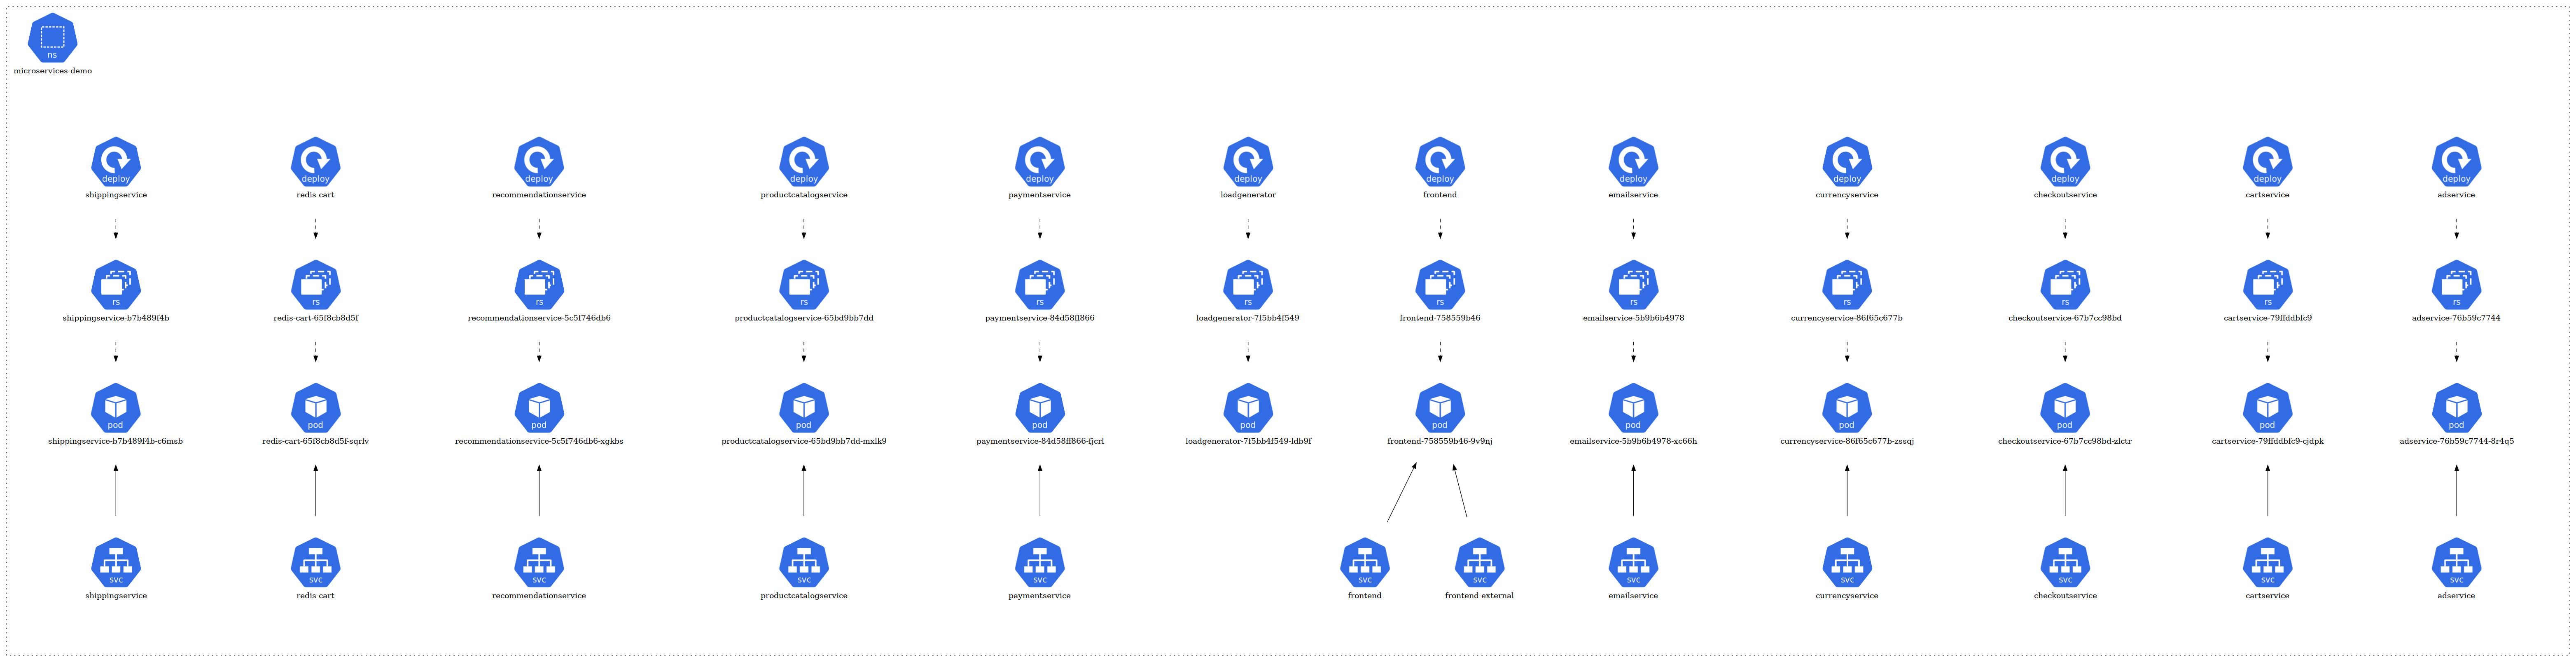 ns
microservices-demo
deploy deploy deploy deploy deploy deploy deploy deploy deploy deploy deploy deploy
shippingservice redis-cart recommendationservice productcatalogservice paymentservice loadgenerator frontend emailservice currencyservice checkoutservice cartservice adservice
rs rs rs rs rs rs rs rs rs rs rs rs
shippingservice-b7b489f4b redis-cart-65f8cb8d5f recommendationservice-5c5f746db6 productcatalogservice-65bd9bb7dd paymentservice-84d58ff866 loadgenerator-7f5bb4f549 frontend-758559b46 emailservice-5b9b6b4978 currencyservice-86f65c677b checkoutservice-67b7cc98bd cartservice-79ffddbfc9 adservice-76b59c7744
pod pod pod pod pod pod pod pod pod pod pod pod
shippingservice-b7b489f4b-c6msb redis-cart-65f8cb8d5f-sqrlv recommendationservice-5c5f746db6-xgkbs productcatalogservice-65bd9bb7dd-mxlk9 paymentservice-84d58ff866-fjcrl loadgenerator-7f5bb4f549-ldb9f frontend-758559b46-9v9nj emailservice-5b9b6b4978-xc66h currencyservice-86f65c677b-zssqj checkoutservice-67b7cc98bd-zlctr cartservice-79ffddbfc9-cjdpk adservice-76b59c7744-8r4q5
svc svc svc svc svc svc svc svc svc svc svc svc
shippingservice redis-cart recommendationservice productcatalogservice paymentservice frontend frontend-external emailservice currencyservice checkoutservice cartservice adservice